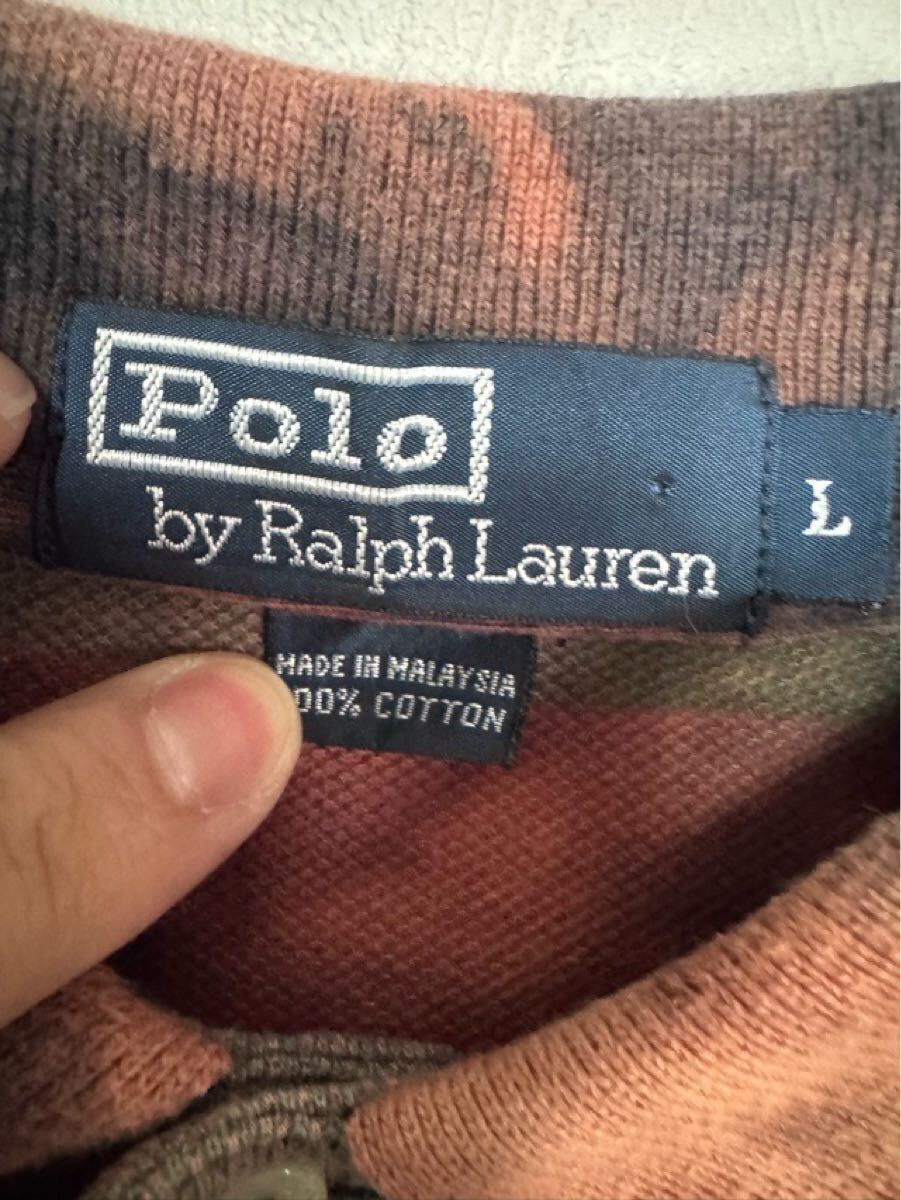 Polo
by Ralph Lauren
L
MADE IN MALAYSIA
00% COTTON